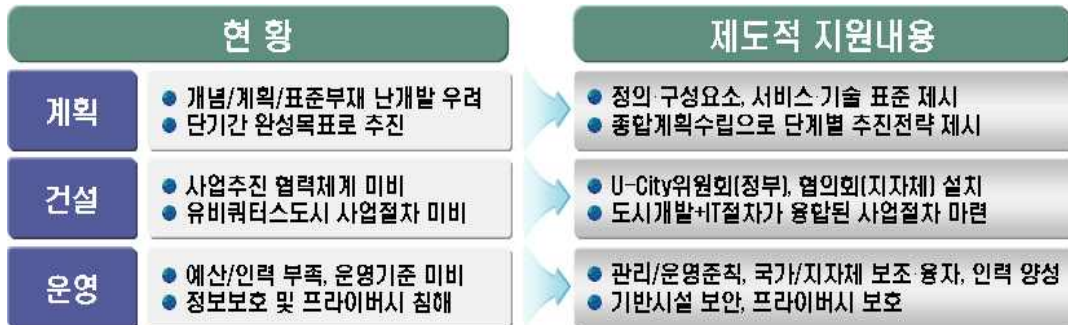 현 황
제도적 지원내용
계획
● 개념/계획/표준부재 난개발 우려
● 단기간 완성목표로 추진
● 정의·구성요소, 서비스·기술 표준 제시
● 종합계획수립으로 단계별 추진전략 제시
건설
● 사업추진 협력체계 미비
● 유비쿼터스도시 사업절차 미비
● U-City위원회(정부), 협의회(지자체) 설치
● 도시개발+IT절차가 융합된 사업절차 마련
운영
● 예산/인력 부족, 운영기준 미비
● 정보보호 및 프라이버시 침해
● 관리/운영준칙, 국가/지자체 보조·융자, 인력 양성
● 기반시설 보안, 프라이버시 보호